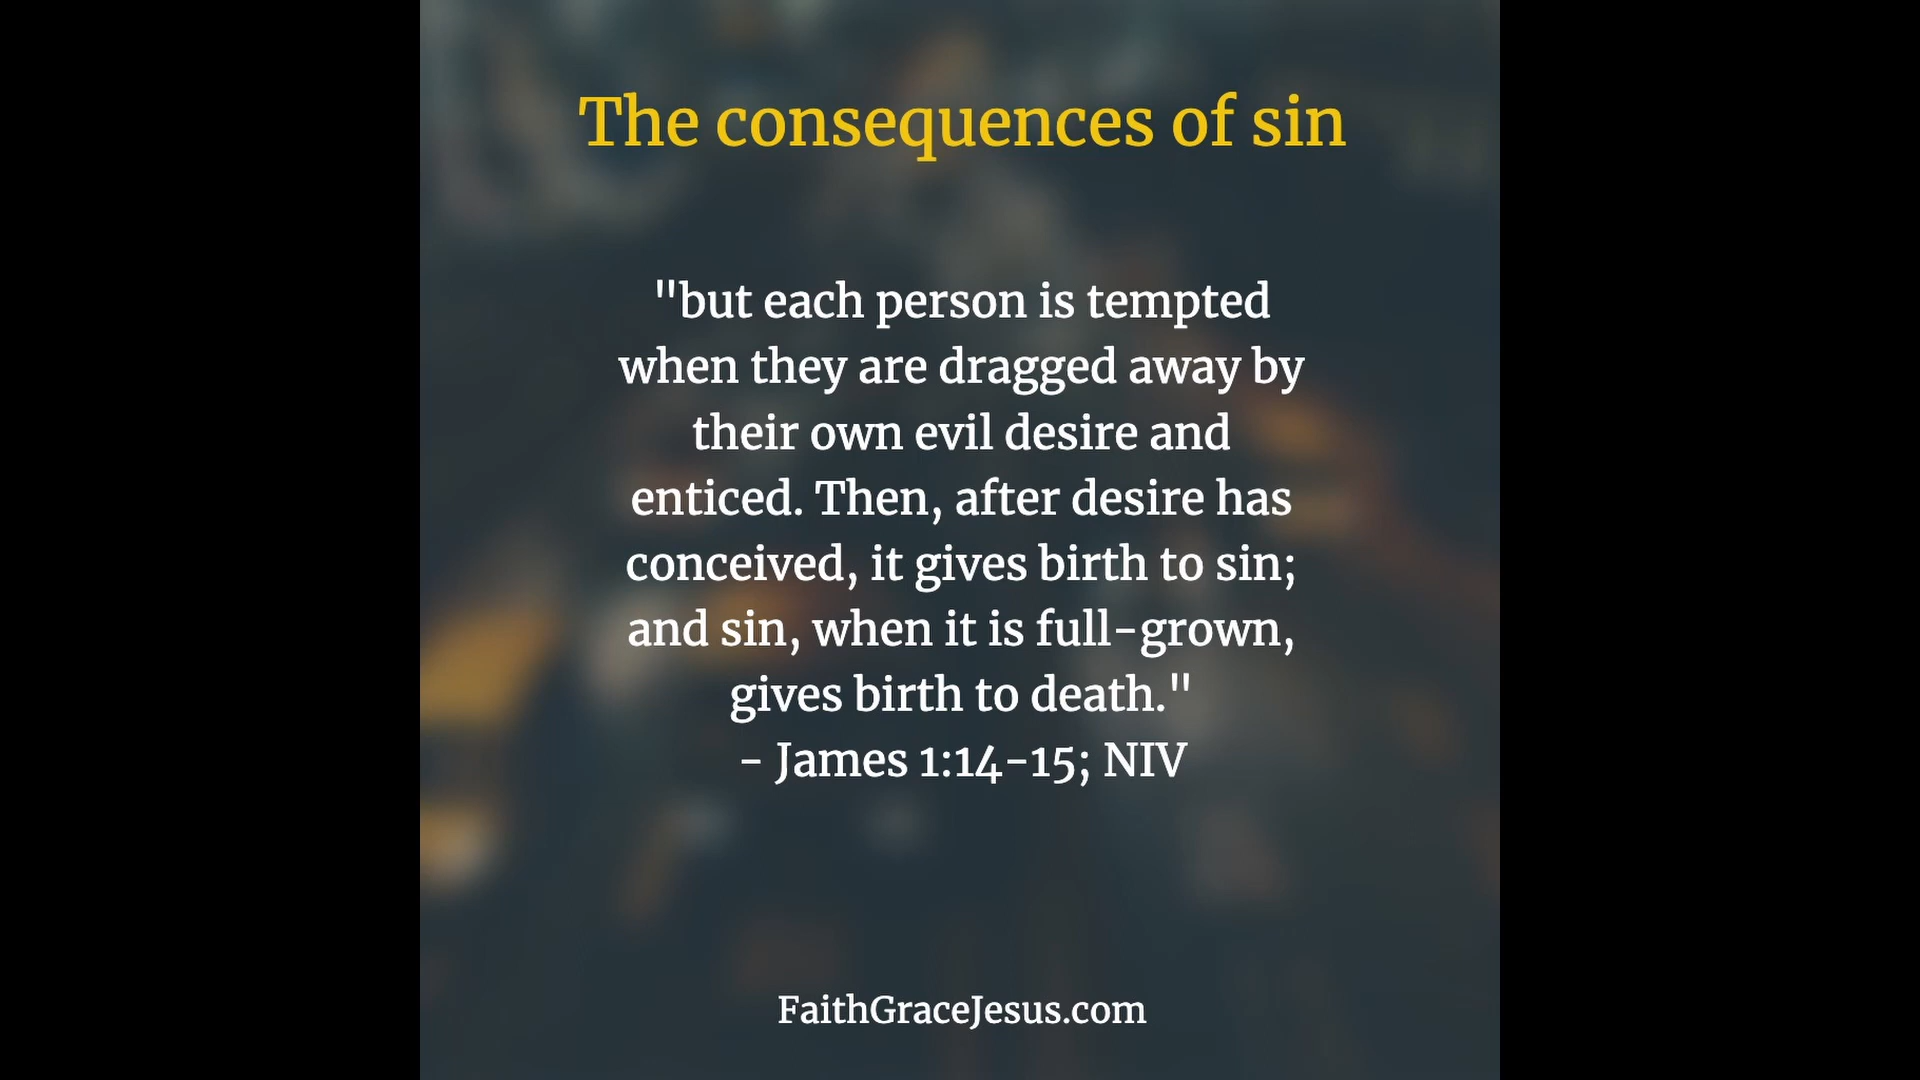 The consequences of sin
"but each person is tempted
when they are dragged away by
their own evil desire and
enticed. Then, after desire has
conceived, it gives birth to sin;
and sin, when it is full-grown,
gives birth to death."
- James 1:14-15; NIV
FaithGraceJesus.com